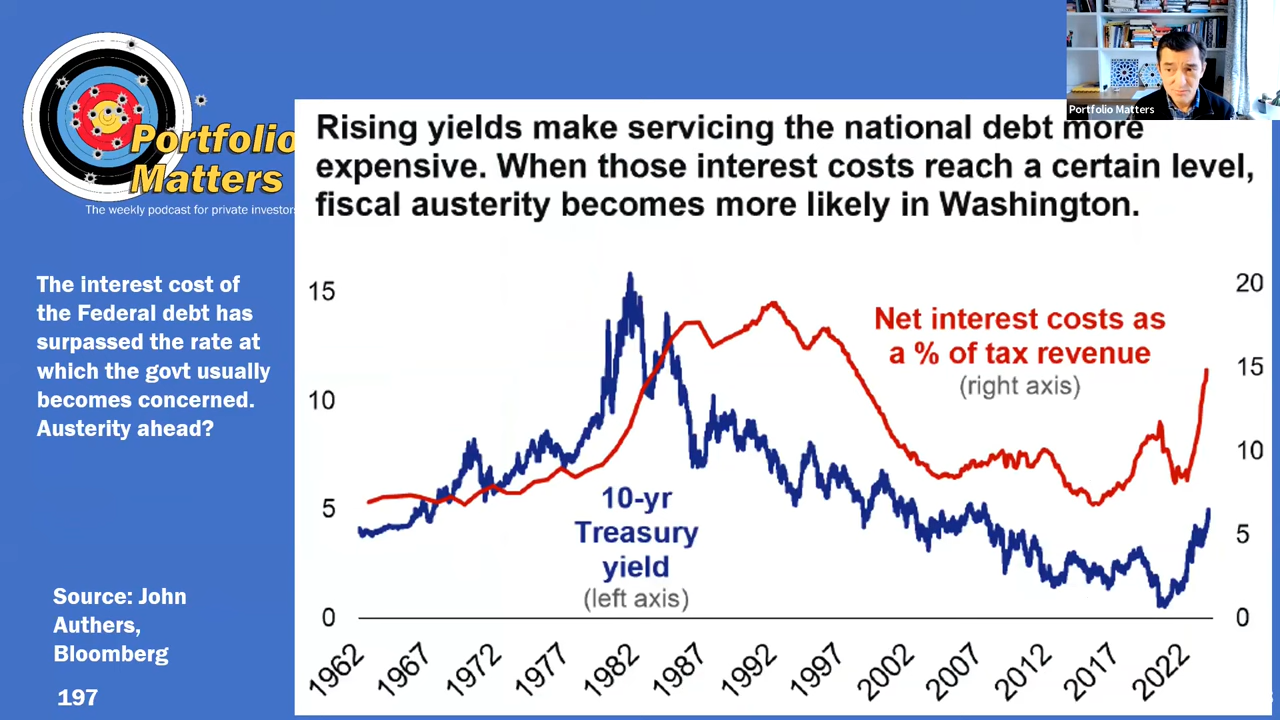 Portfolio
Matters
The weekly podcast for private investors
Portfolio Matters
Rising yields make servicing the national debt more
expensive. When those interest costs reach a certain level,
fiscal austerity becomes more likely in Washington.
The interest cost of
the Federal debt has
surpassed the rate at
which the govt usually
becomes concerned.
Austerity ahead?
Source: John
Authers,
Bloomberg
197
15
10
5
0
20
15
10
5
0
Net interest costs as
a % of tax revenue
(right axis)
10-yr
Treasury
yield
(left axis)
1962
1967
1972
1977
1982
1987
1992
1997
2002
2007
2012
2017
2022